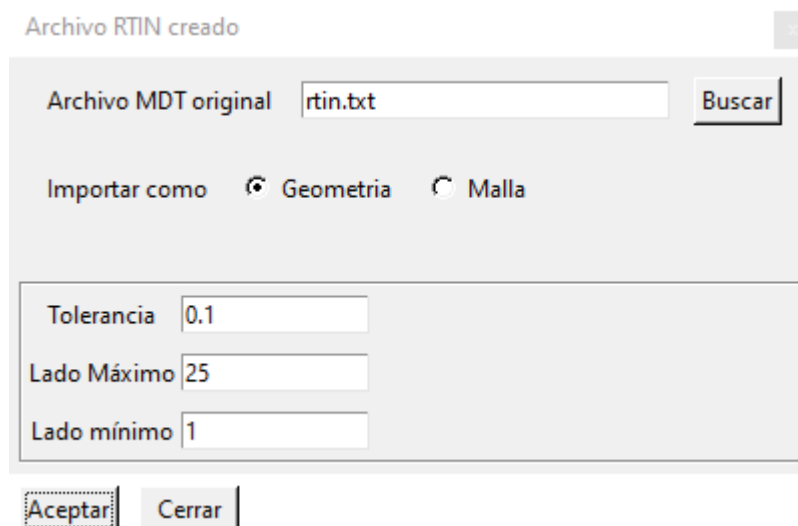 Archivo RTIN creado
Archivo MDT original rtin.txt Buscar
Importar como Geometria Malla
Tolerancia 0.1
Lado Máximo 25
Lado mínimo 1
Aceptar Cerrar